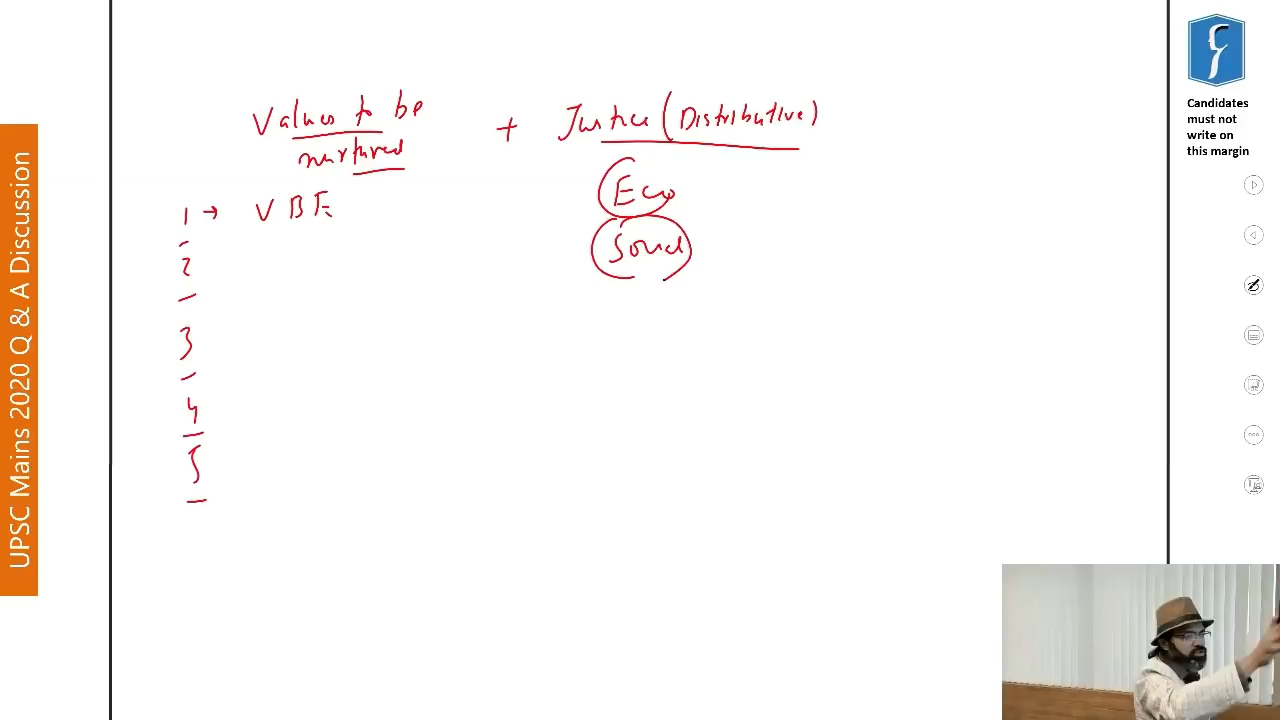 UPSC Mains 2020 Q & A Discussion
Values to be
nurtured
+ Justice (Distributive)
Eco
Social
1 → VBE
2
3
4
5
Candidates
must not
write on
this margin